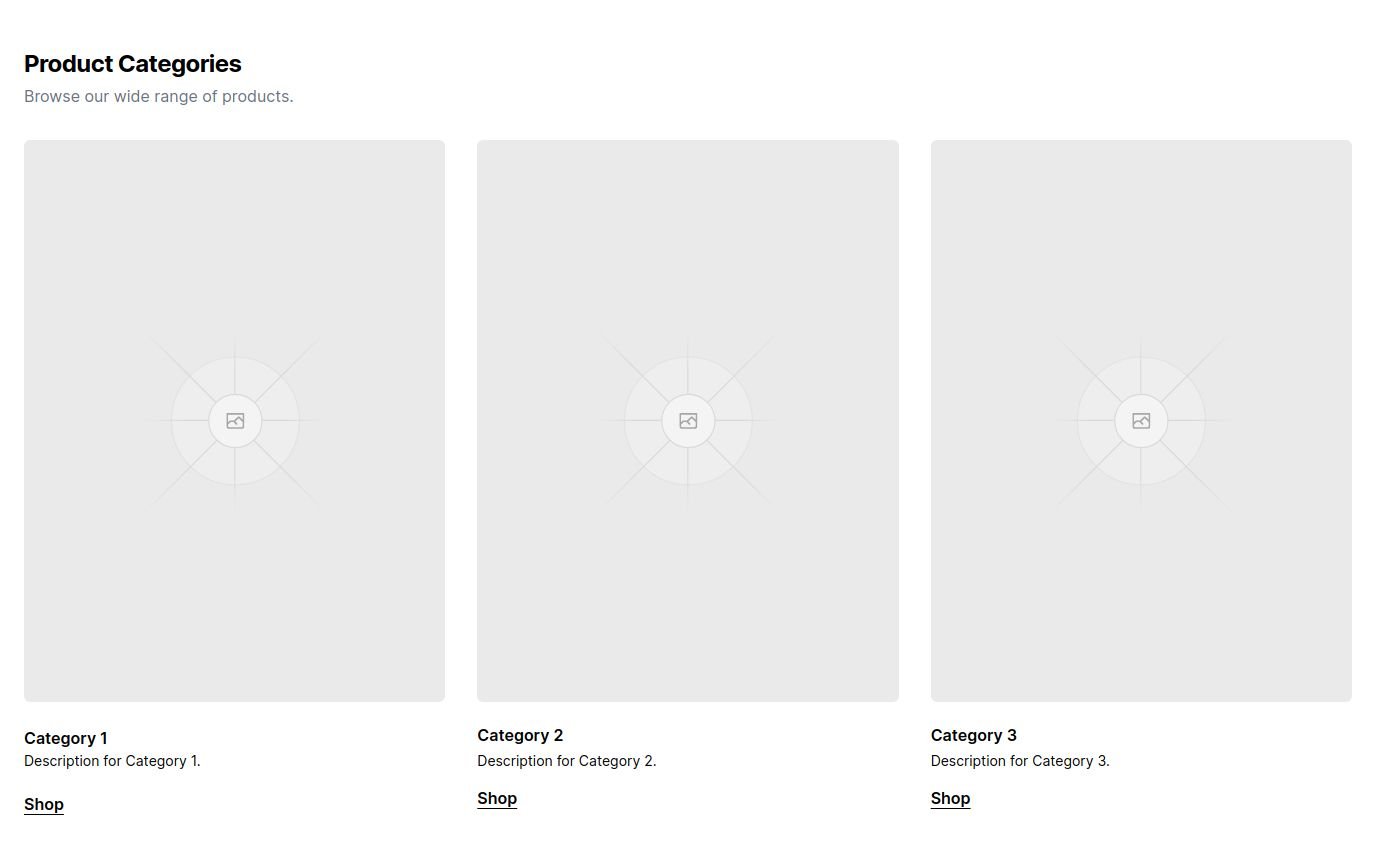 Product Categories
Browse our wide range of products.
Category 1
Description for Category 1.
Shop
Category 2
Description for Category 2.
Shop
Category 3
Description for Category 3.
Shop